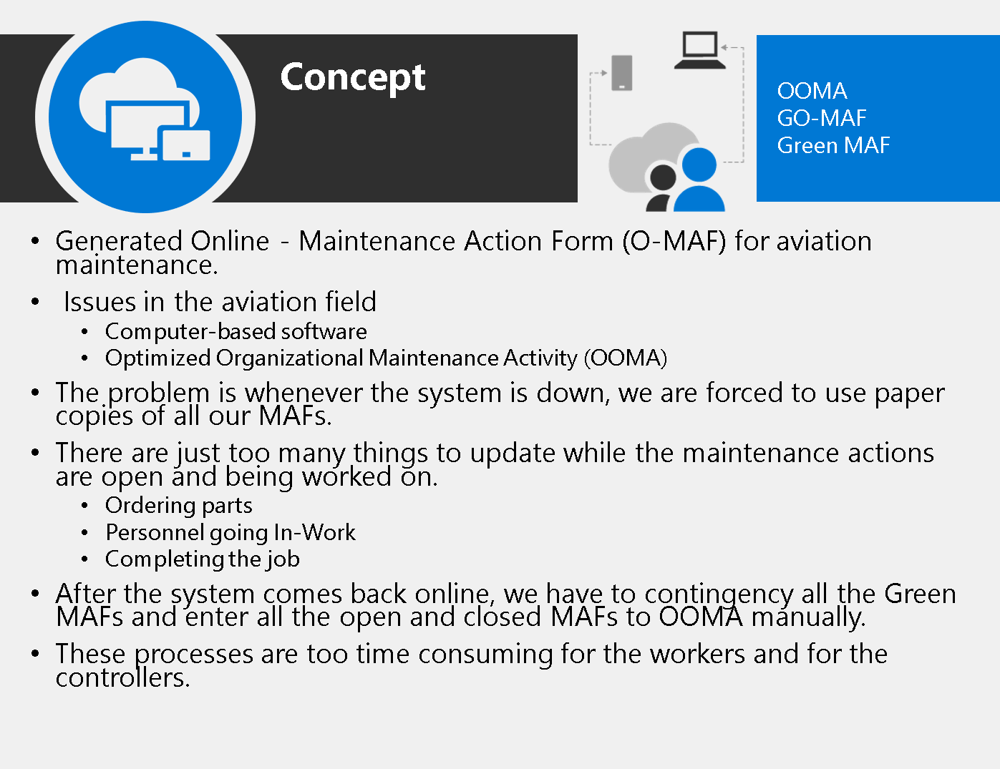 Concept
OOMA
GO-MAF
Green MAF
• Generated Online - Maintenance Action Form (O-MAF) for aviation
maintenance.
• Issues in the aviation field
• Computer-based software
• Optimized Organizational Maintenance Activity (OOMA)
• The problem is whenever the system is down, we are forced to use paper
copies of all our MAFs.
• There are just too many things to update while the maintenance actions
are open and being worked on.
• Ordering parts
• Personnel going In-Work
• Completing the job
• After the system comes back online, we have to contingency all the Green
MAFs and enter all the open and closed MAFs to OOMA manually.
• These processes are too time consuming for the workers and for the
controllers.